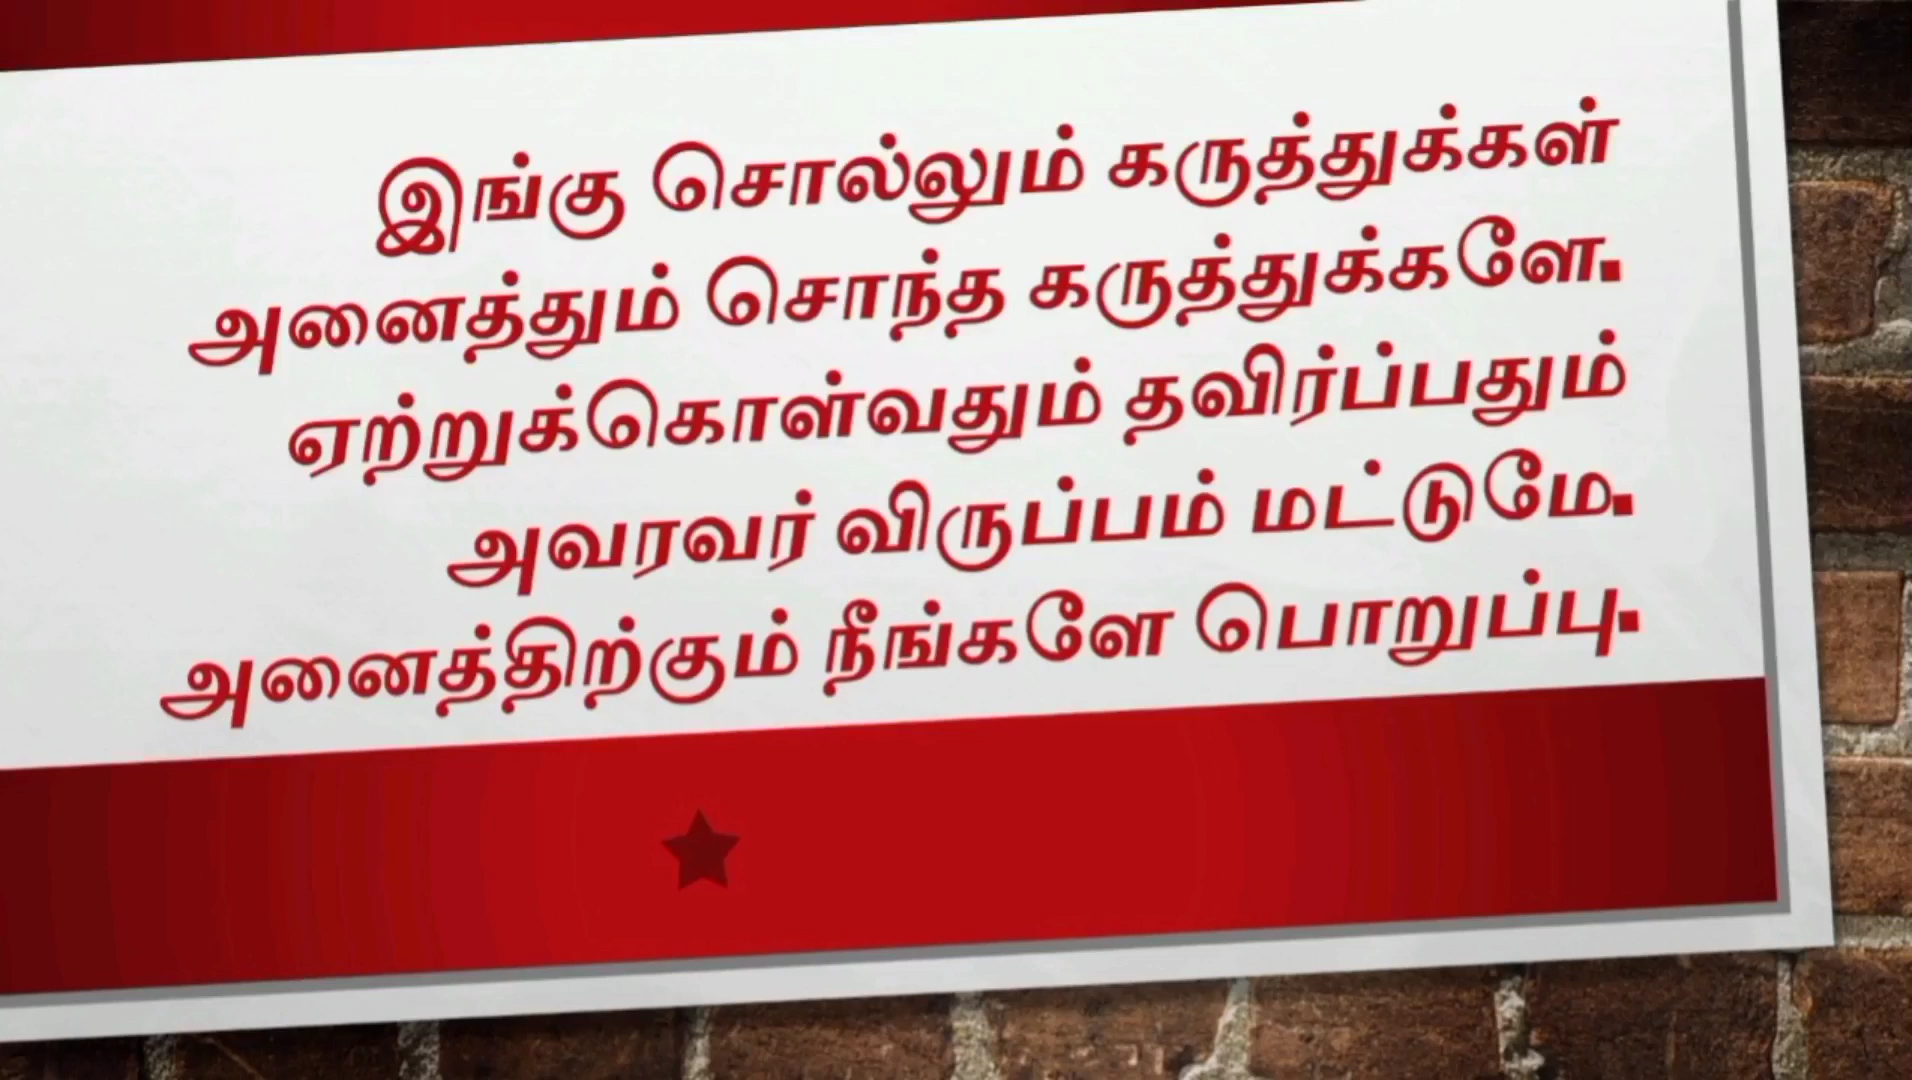 இங்கு சொல்லும் கருத்துக்கள்
அனைத்தும் சொந்த கருத்துக்களே.
ஏற்றுக்கொள்வதும் தவிர்ப்பதும்
அவரவர் விருப்பம் மட்டுமே.
அனைத்திற்கும் நீங்களே பொறுப்பு.